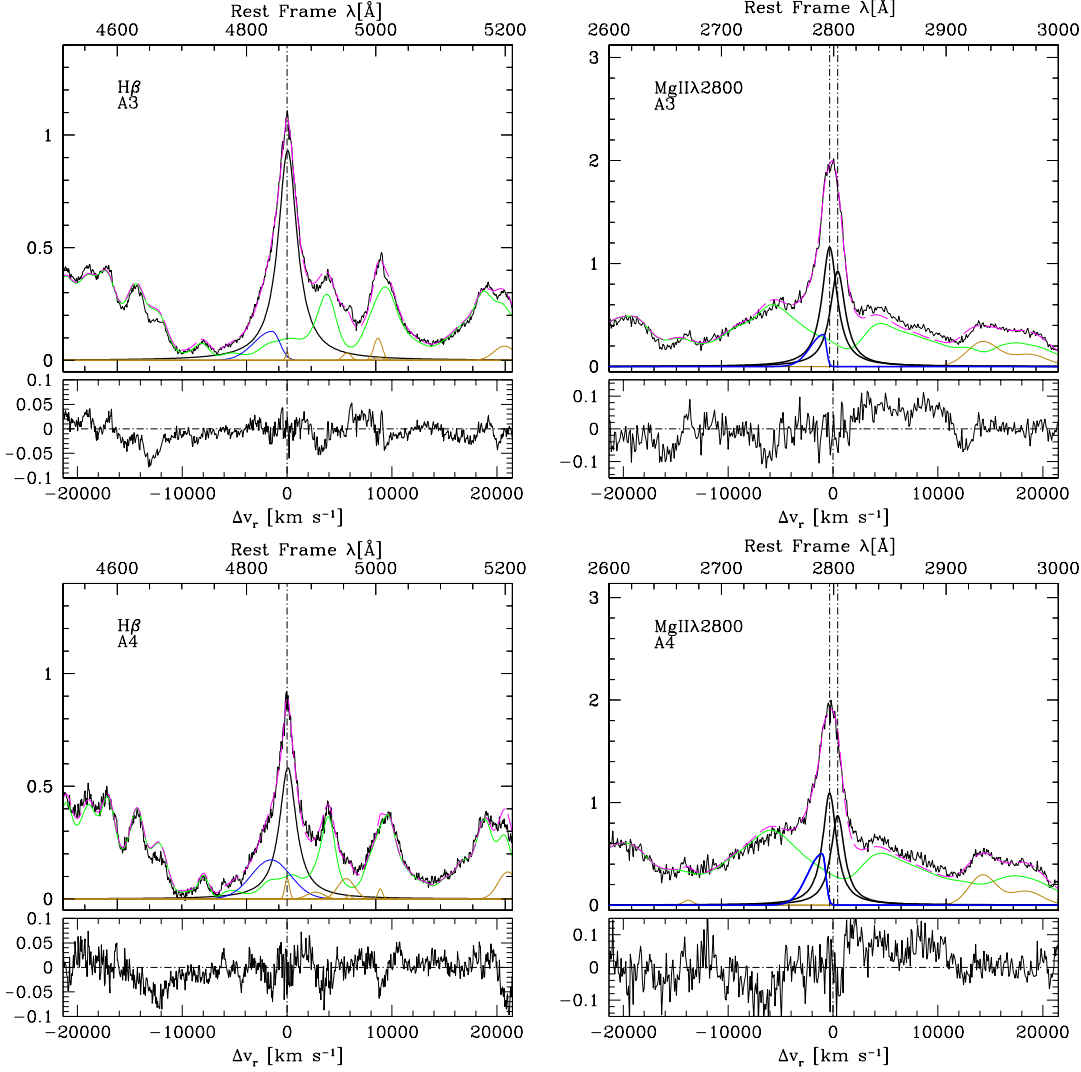 Rest Frame λ[Å]
4600 4800 5000 5200
Hβ
A3
1
0.5
0
0.1
0.05
0
−0.05
−0.1
−20000 −10000 0 10000 20000
Δv_r [km s⁻¹]
Rest Frame λ[Å]
2600 2700 2800 2900 3000
MgIIλ2800
A3
3
2
1
0
0.1
0
−0.1
−20000 −10000 0 10000 20000
Δv_r [km s⁻¹]
Rest Frame λ[Å]
4600 4800 5000 5200
Hβ
A4
1
0.5
0
0.1
0.05
0
−0.05
−0.1
−20000 −10000 0 10000 20000
Δv_r [km s⁻¹]
Rest Frame λ[Å]
2600 2700 2800 2900 3000
MgIIλ2800
A4
3
2
1
0
0.1
0
−0.1
−20000 −10000 0 10000 20000
Δv_r [km s⁻¹]